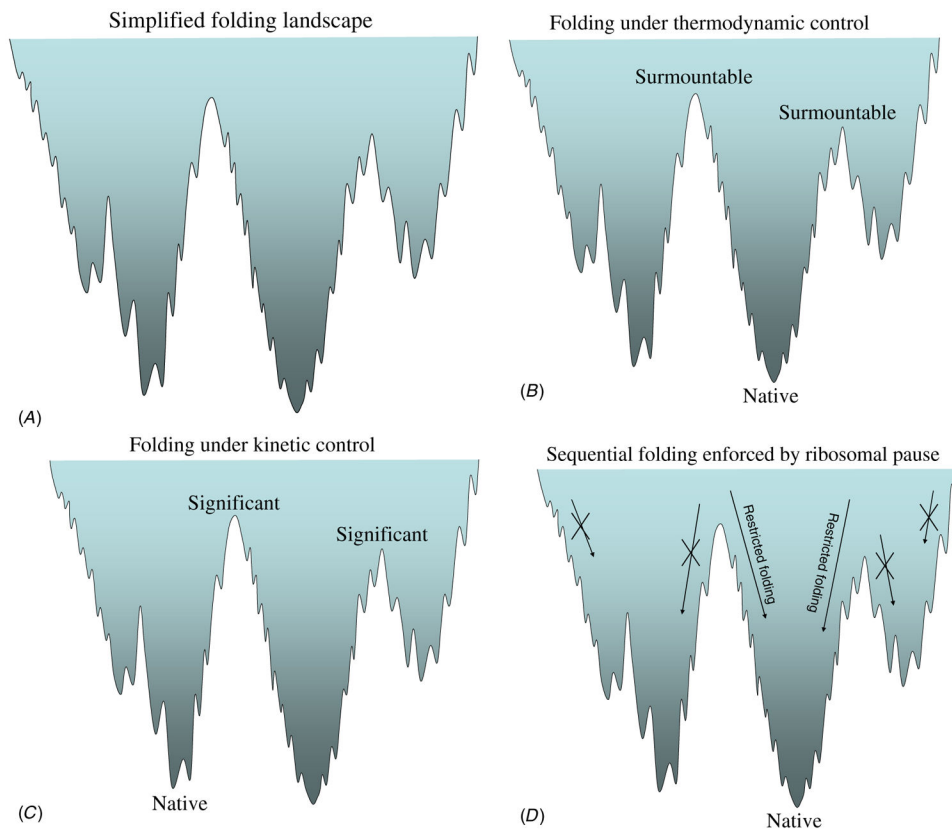 Simplified folding landscape
(A)
Folding under thermodynamic control
Surmountable
Surmountable
Native
(B)
Folding under kinetic control
Significant
Significant
Native
(C)
Sequential folding enforced by ribosomal pause
Restricted folding
Restricted folding
Native
(D)